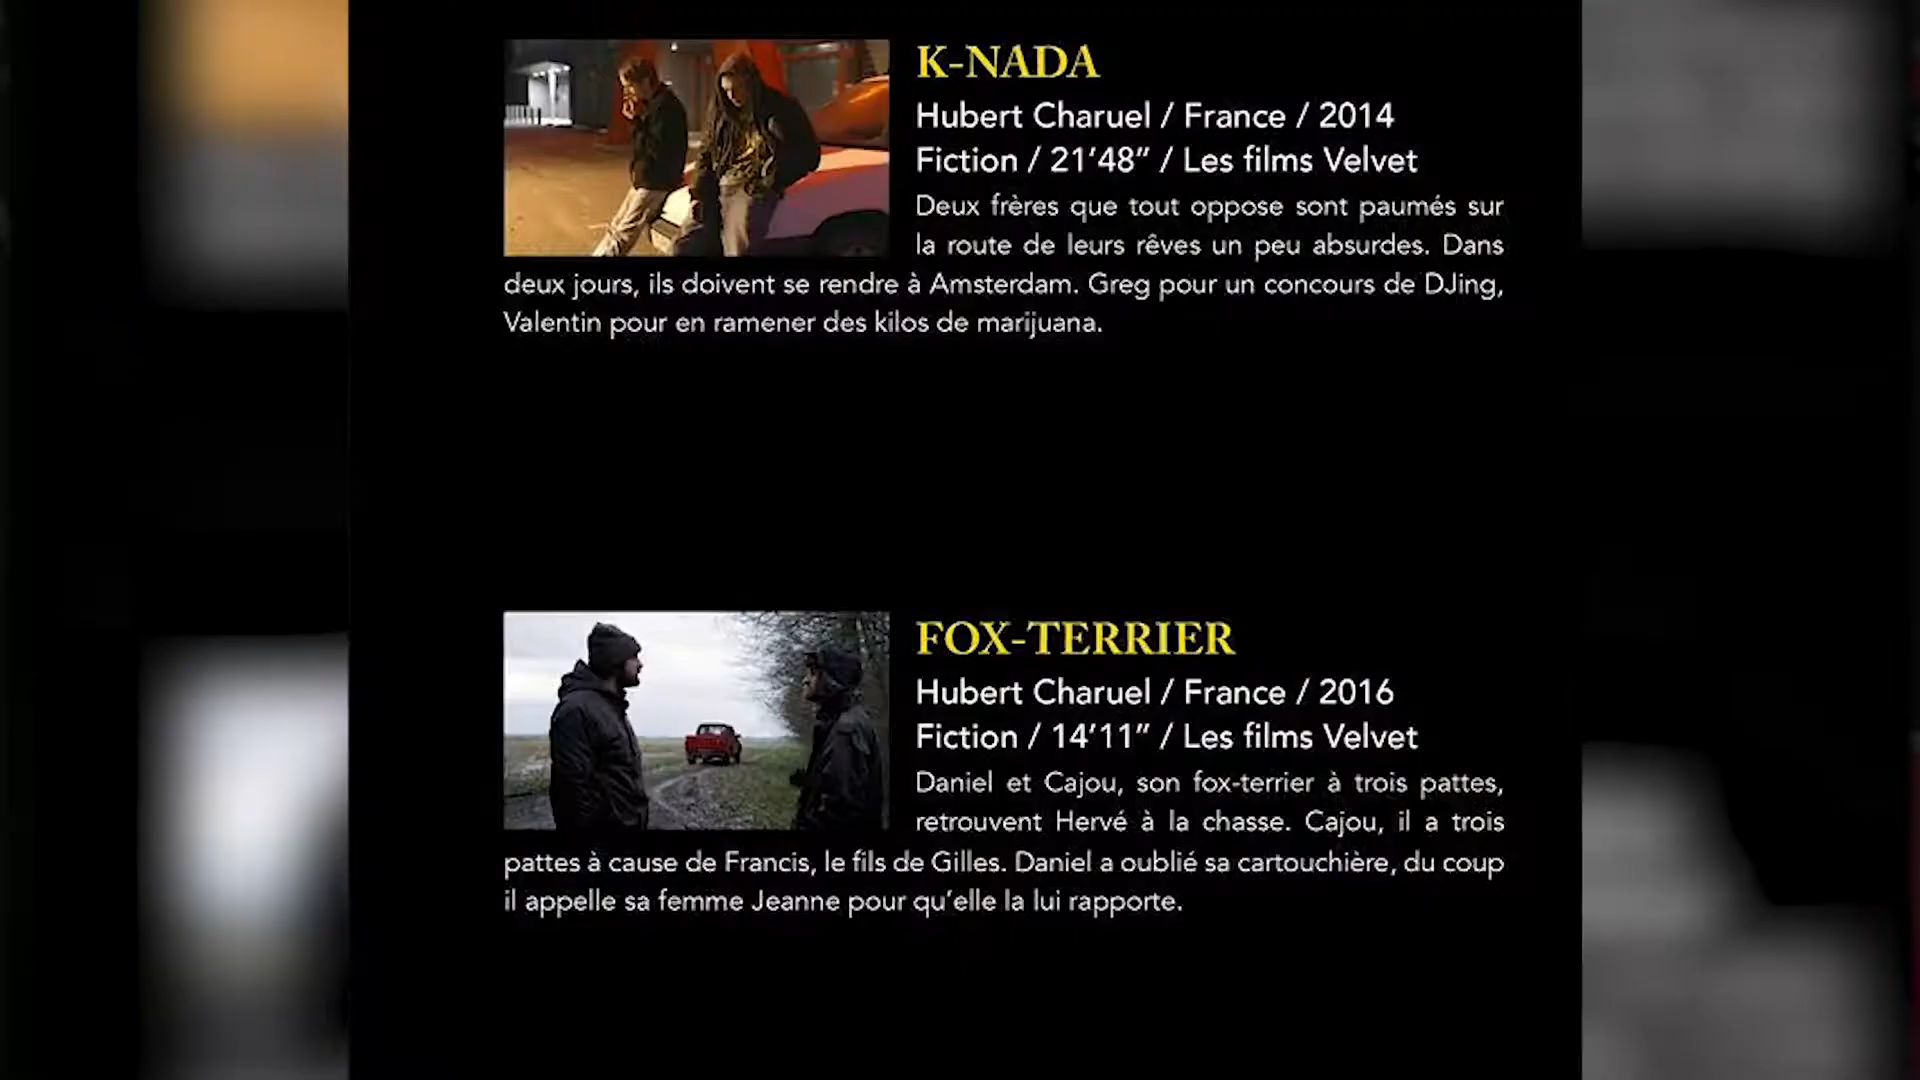 K-NADA
Hubert Charuel / France / 2014
Fiction / 21’48” / Les films Velvet
Deux frères que tout oppose sont paumés sur
la route de leurs rêves un peu absurdes. Dans
deux jours, ils doivent se rendre à Amsterdam. Greg pour un concours de DJing,
Valentin pour en ramener des kilos de marijuana.
FOX-TERRIER
Hubert Charuel / France / 2016
Fiction / 14’11” / Les films Velvet
Daniel et Cajou, son fox-terrier à trois pattes,
retrouvent Hervé à la chasse. Cajou, il a trois
pattes à cause de Francis, le fils de Gilles. Daniel a oublié sa cartouchière, du coup
il appelle sa femme Jeanne pour qu’elle la lui rapporte.